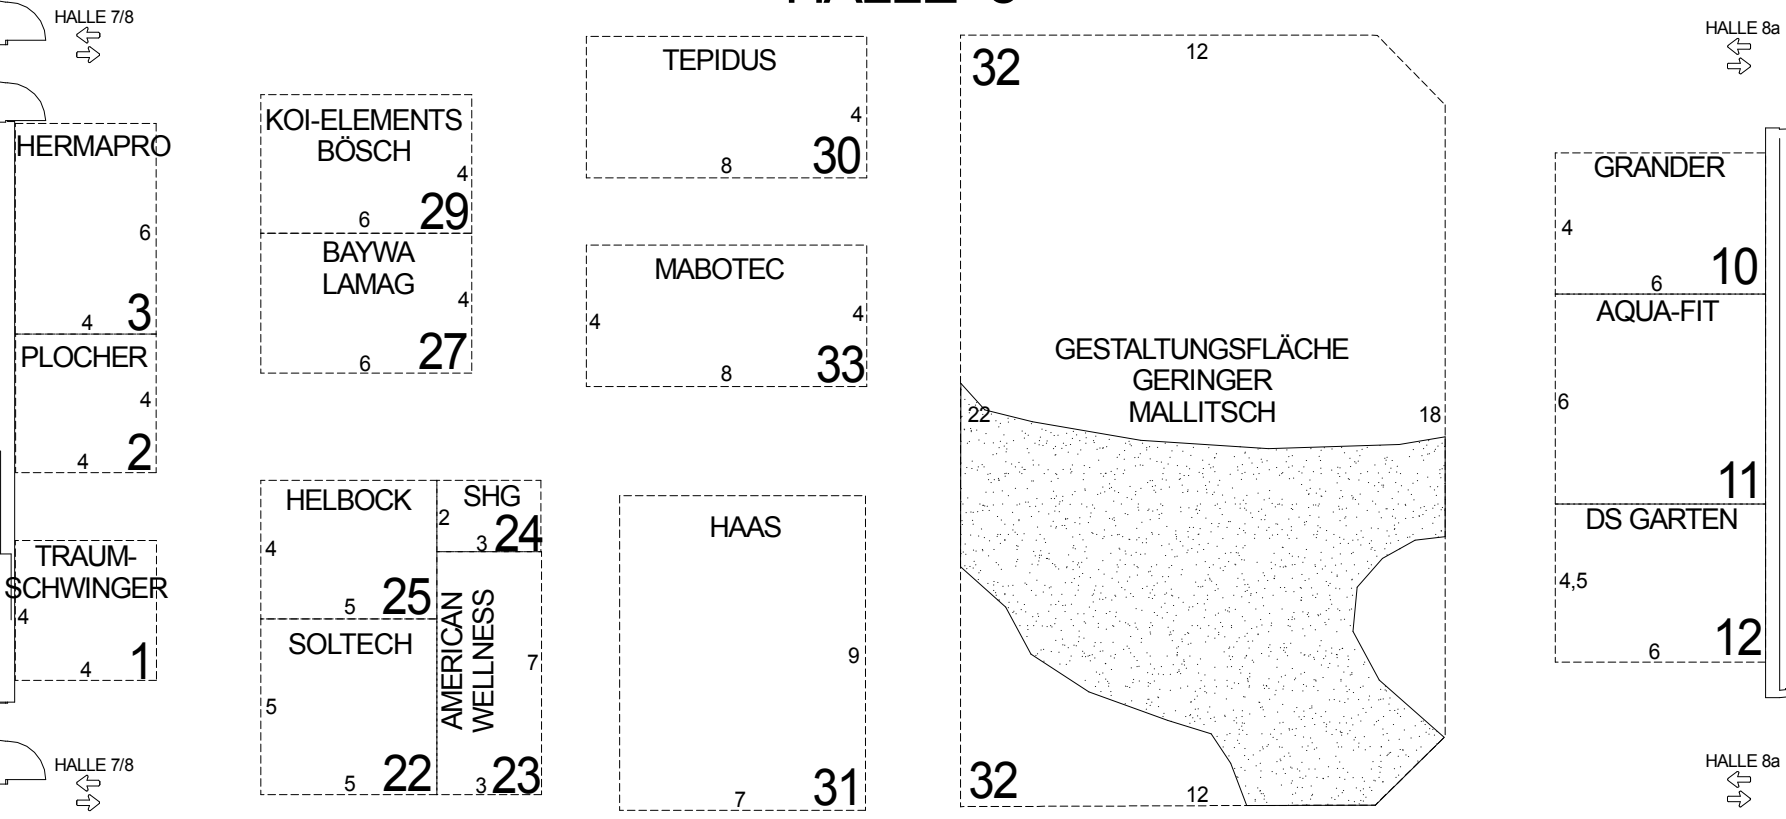 HALLE 7/8
HALLE 8a
HERMAPRO
6
4
3
PLOCHER
4
4
2
TRAUM-
SCHWINGER
4
4
1
HALLE 7/8
KOI-ELEMENTS
BÖSCH
4
6
29
BAYWA
LAMAG
4
6
27
HELBOCK
4
5
25
SHG
2
3
24
SOLTECH
5
5
22
AMERICAN
WELLNESS
7
3
23
TEPIDUS
4
8
30
MABOTEC
4
4
8
33
HAAS
9
7
31
32
12
GESTALTUNGSFLÄCHE
GERINGER
MALLITSCH
22
18
32
12
GRANDER
4
6
10
AQUA-FIT
6
11
DS GARTEN
4,5
6
12
HALLE 8a